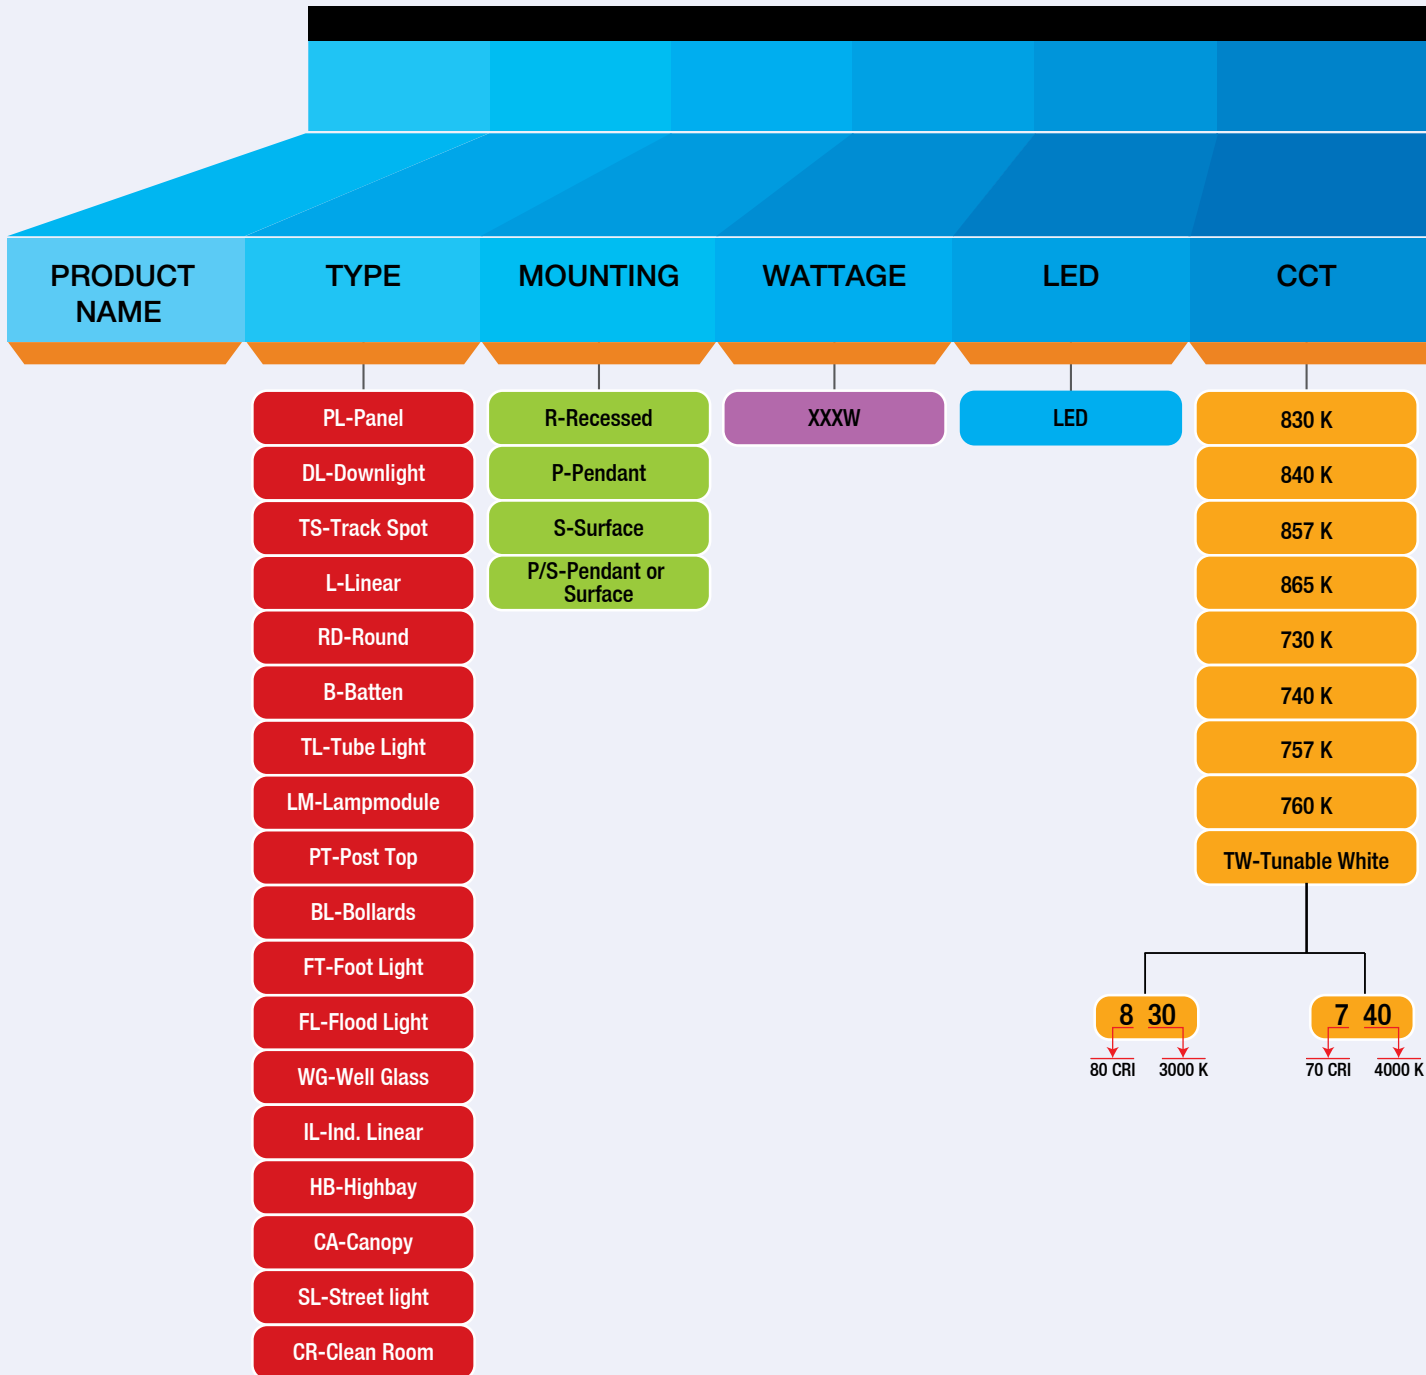 PRODUCT
NAME
TYPE
MOUNTING
WATTAGE
LED
CCT
PL-Panel
DL-Downlight
TS-Track Spot
L-Linear
RD-Round
B-Batten
TL-Tube Light
LM-Lampmodule
PT-Post Top
BL-Bollards
FT-Foot Light
FL-Flood Light
WG-Well Glass
IL-Ind. Linear
HB-Highbay
CA-Canopy
SL-Street light
CR-Clean Room
R-Recessed
P-Pendant
S-Surface
P/S-Pendant or
Surface
XXXW
LED
830 K
840 K
857 K
865 K
730 K
740 K
757 K
760 K
TW-Tunable White
8 30
80 CRI 3000 K
7 40
70 CRI 4000 K